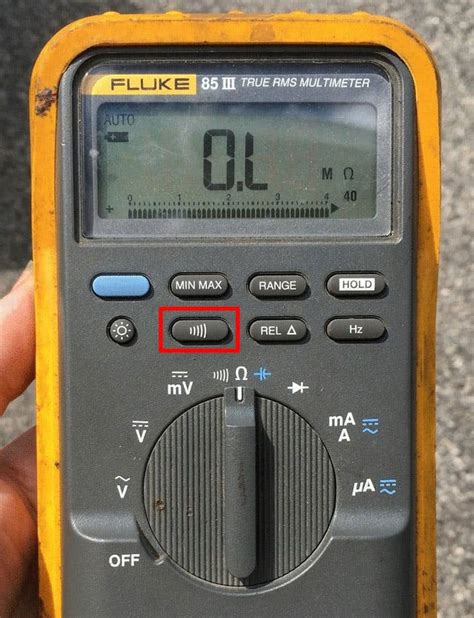 FLUKE 85 III TRUE RMS MULTIMETER
AUTO
0.L
M Ω
0 1 2 3 4 40
MIN MAX RANGE HOLD
REL Δ Hz
mV Ω
V mA
A
V µA
OFF